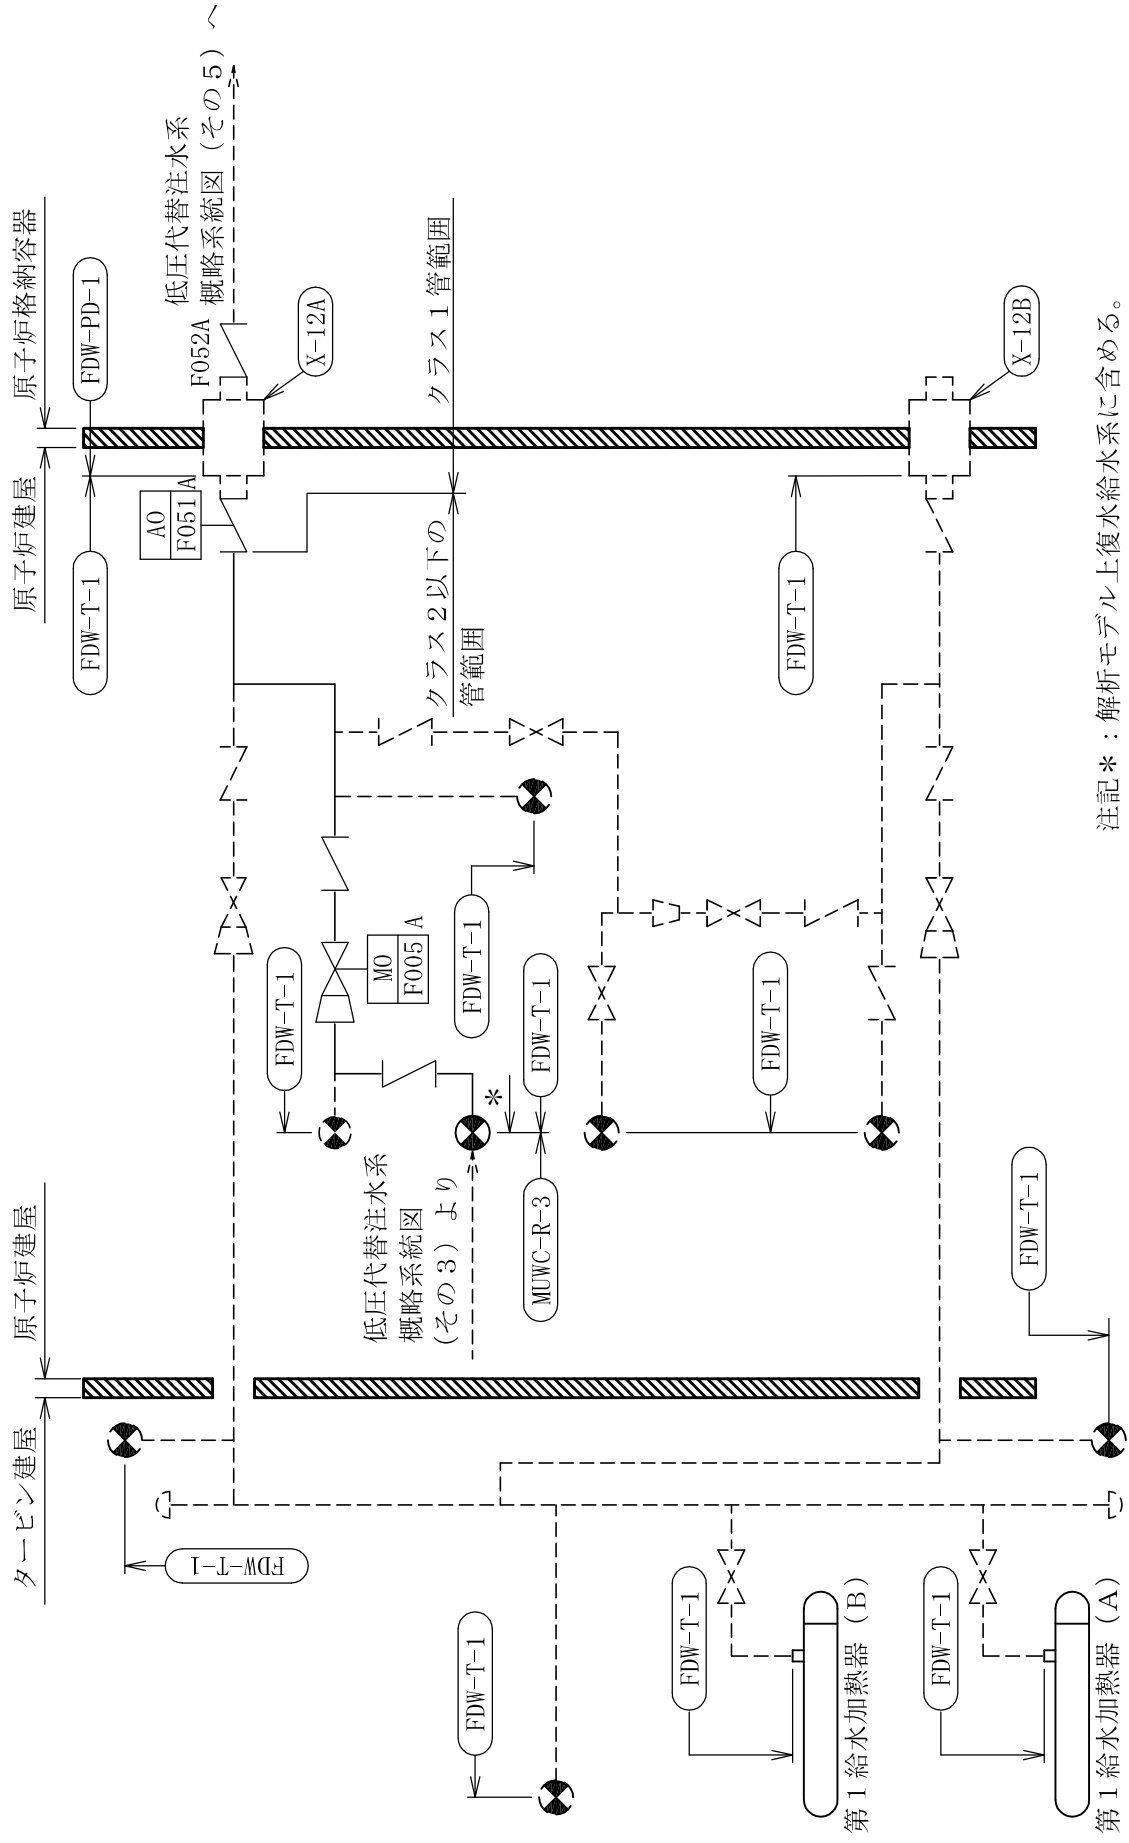 タービン建屋
原子炉建屋
原子炉建屋
原子炉格納容器
FDW-T-1
FDW-PD-1
低圧代替注水系
概略系統図（その５）へ
AO
F051
A
F052A
X-12A
FDW-T-1
FDW-T-1
MO
F005
A
クラス２以下の
管範囲
クラス１管範囲
低圧代替注水系
概略系統図
（その３）より
*
FDW-T-1
FDW-T-1
MUWC-R-3
FDW-T-1
FDW-T-1
FDW-T-1
FDW-T-1
X-12B
FDW-T-1
FDW-T-1
第１給水加熱器（B）
FDW-T-1
第１給水加熱器（A）
注記*：解析モデル上復水給水系に含める。